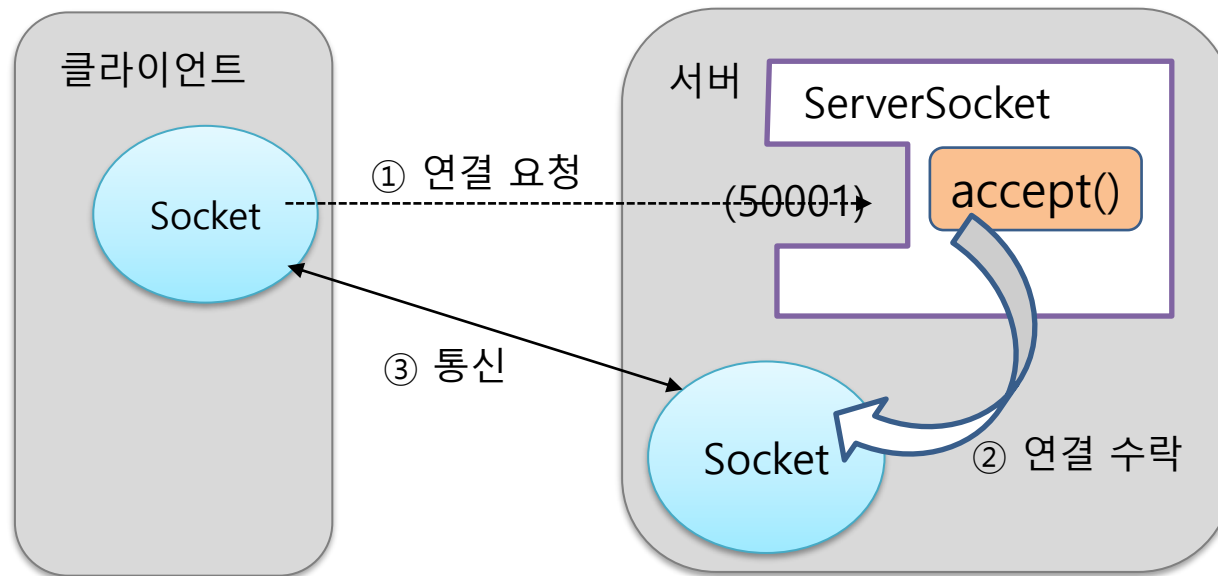 클라이언트
서버
ServerSocket
① 연결 요청
(50001)
accept()
Socket
③ 통신
Socket
② 연결 수락